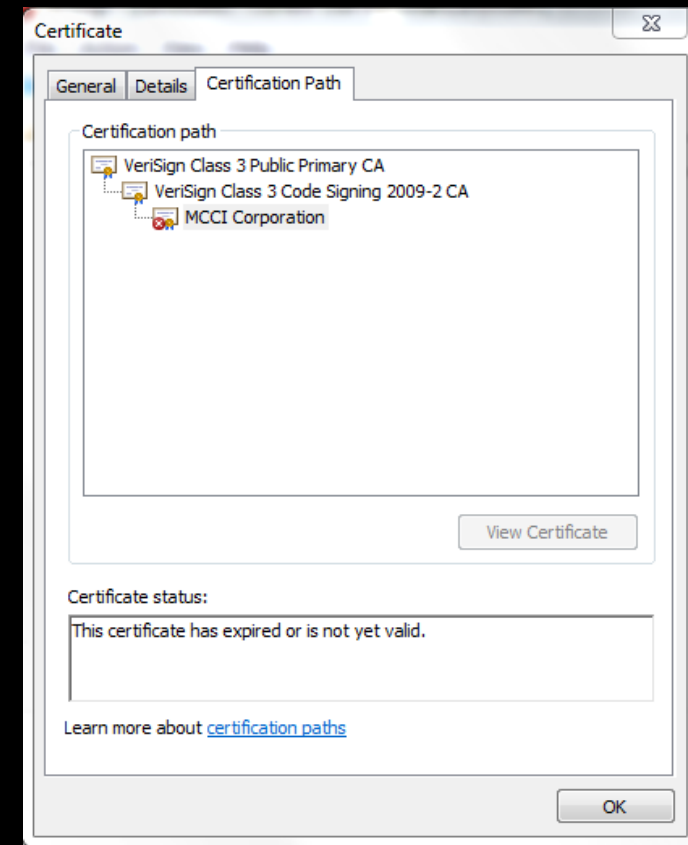 Certificate
General
Details
Certification Path
Certification path
VeriSign Class 3 Public Primary CA
VeriSign Class 3 Code Signing 2009-2 CA
MCCI Corporation
View Certificate
Certificate status:
This certificate has expired or is not yet valid.
Learn more about certification paths
OK